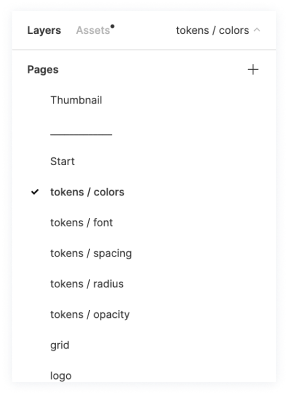 Layers Assets tokens / colors
Pages
Thumbnail
___________
Start
tokens / colors
tokens / font
tokens / spacing
tokens / radius
tokens / opacity
grid
logo